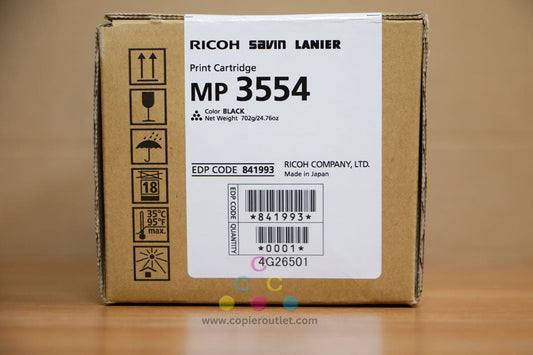 RICOH Savin LANIER
Print Cartridge
MP 3554
Color BLACK
Net Weight 702g/24.76oz
EDP CODE 841993
RICOH COMPANY, LTD.
Made in Japan
EDP CODE
*841993*
QUANTITY
*0001*
4G26501
18
35°C
95°F
max.
C
C C
www.copieroutlet.com